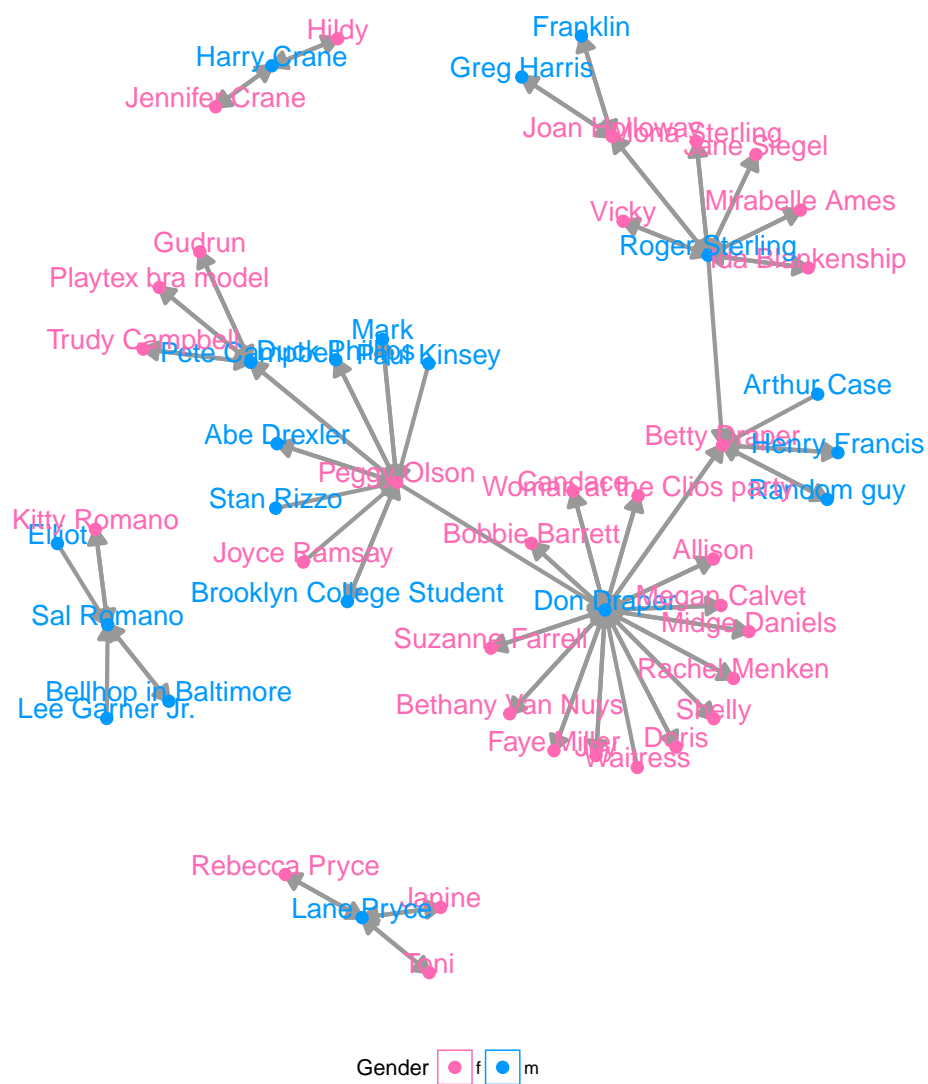 Hildy
Franklin
Harry Crane
Greg Harris
Jennifer Crane
Joan Holloway
Mona Sterling
Jane Siegel
Mirabelle Ames
Vicky
Gudrun
Roger Sterling
Ida Blankenship
Playtex bra model
Mark
Trudy Campbell
Pete Campbell
Duck Phillips
Paul Kinsey
Arthur Case
Abe Drexler
Betty Draper
Henry Francis
Peggy Olson
Candace
Woman at the Clios party
Random guy
Stan Rizzo
Kitty Romano
Elliot
Bobbie Barrett
Joyce Ramsay
Allison
Brooklyn College Student
Don Draper
Megan Calvet
Sal Romano
Midge Daniels
Suzanne Farrell
Rachel Menken
Bellhop in Baltimore
Lee Garner Jr.
Bethany Van Nuys
Shelly
Faye Miller
Joy
Doris
Waitress
Rebecca Pryce
Janine
Lane Pryce
Toni
Gender f m